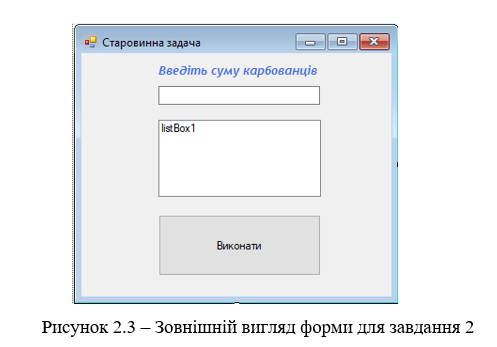 Старовинна задача
Введіть суму карбованців
listBox1
Виконати
Рисунок 2.3 – Зовнішній вигляд форми для завдання 2